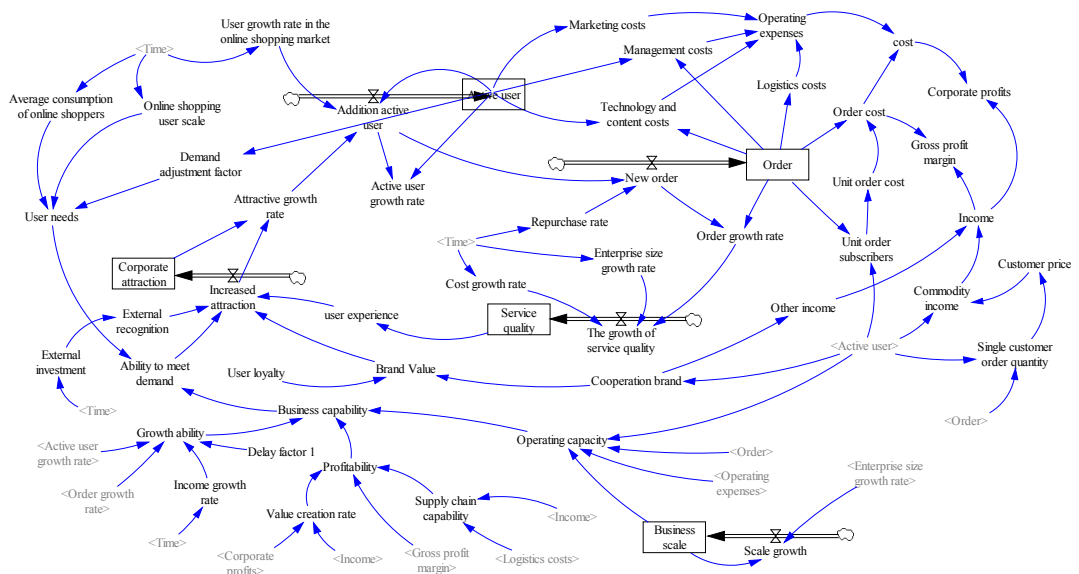 User growth rate in the
online shopping market
Marketing costs
Operating
expenses
cost
<Time>
Management costs
Average consumption
of online shoppers
Online shopping
user scale
Addition active
user
Active user
Technology and
content costs
Logistics costs
Order cost
Corporate profits
Gross profit
margin
Demand
adjustment factor
Active user
growth rate
New order
Order
Unit order cost
User needs
Attractive growth
rate
Repurchase rate
Order growth rate
Income
<Time>
Enterprise size
growth rate
Unit order
subscribers
Corporate
attraction
Cost growth rate
Customer price
Increased
attraction
Commodity
income
External
recognition
user experience
Service
quality
The growth of
service quality
Other income
External
investment
Ability to meet
demand
User loyalty
Brand Value
Cooperation brand
<Active user>
Single customer
order quantity
<Time>
Business capability
<Order>
Growth ability
<Active user
growth rate>
Delay factor 1
Operating capacity
<Order>
<Operating
expenses>
<Enterprise size
growth rate>
<Order growth
rate>
Income growth
rate
Profitability
Supply chain
capability
<Income>
Value creation rate
<Time>
<Corporate
profits>
<Income>
<Gross profit
margin>
<Logistics costs>
Business
scale
Scale growth